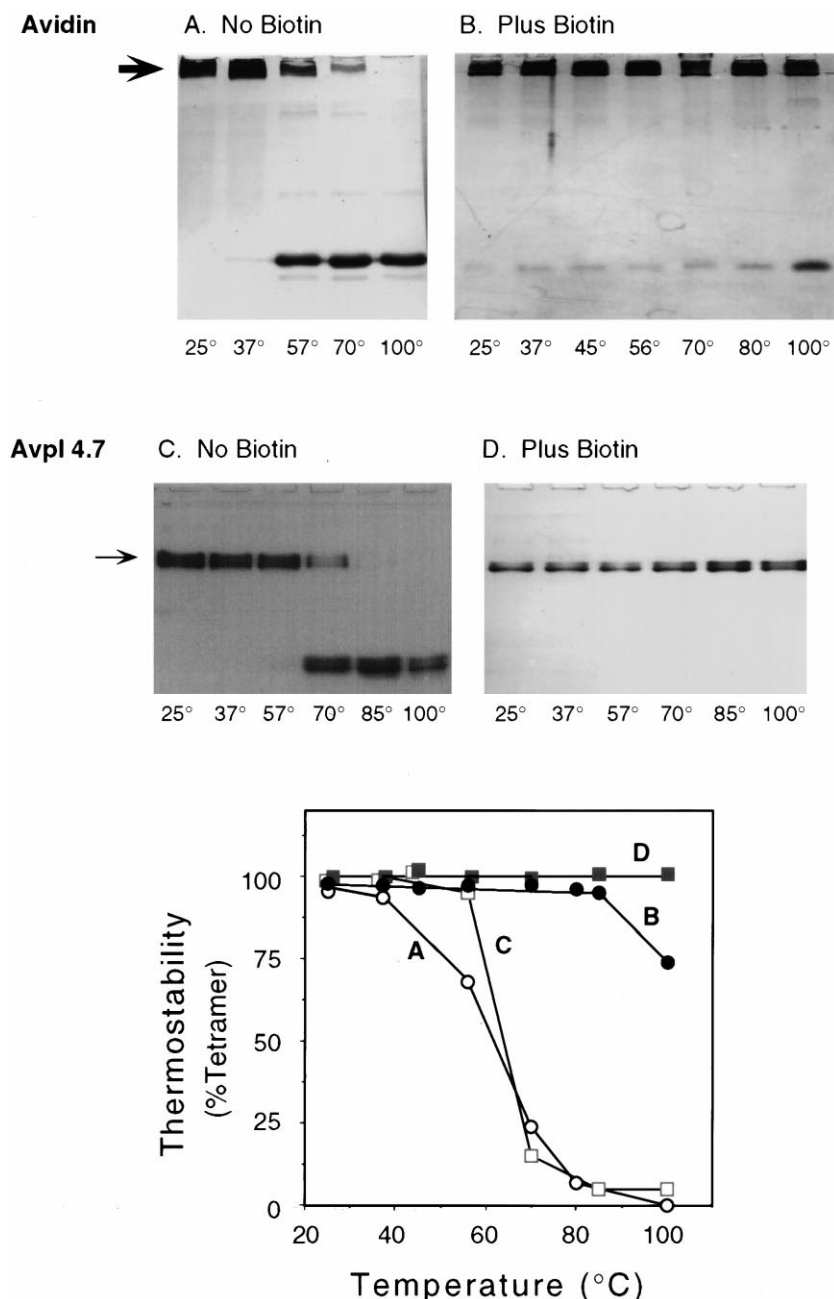 Avidin A. No Biotin B. Plus Biotin
25° 37° 57° 70° 100° 25° 37° 45° 56° 70° 80° 100°
Avpl 4.7 C. No Biotin D. Plus Biotin
25° 37° 57° 70° 85° 100° 25° 37° 57° 70° 85° 100°
Thermostability
(%Tetramer)
100
75
50
25
0
D
B
A
C
20 40 60 80 100
Temperature (°C)